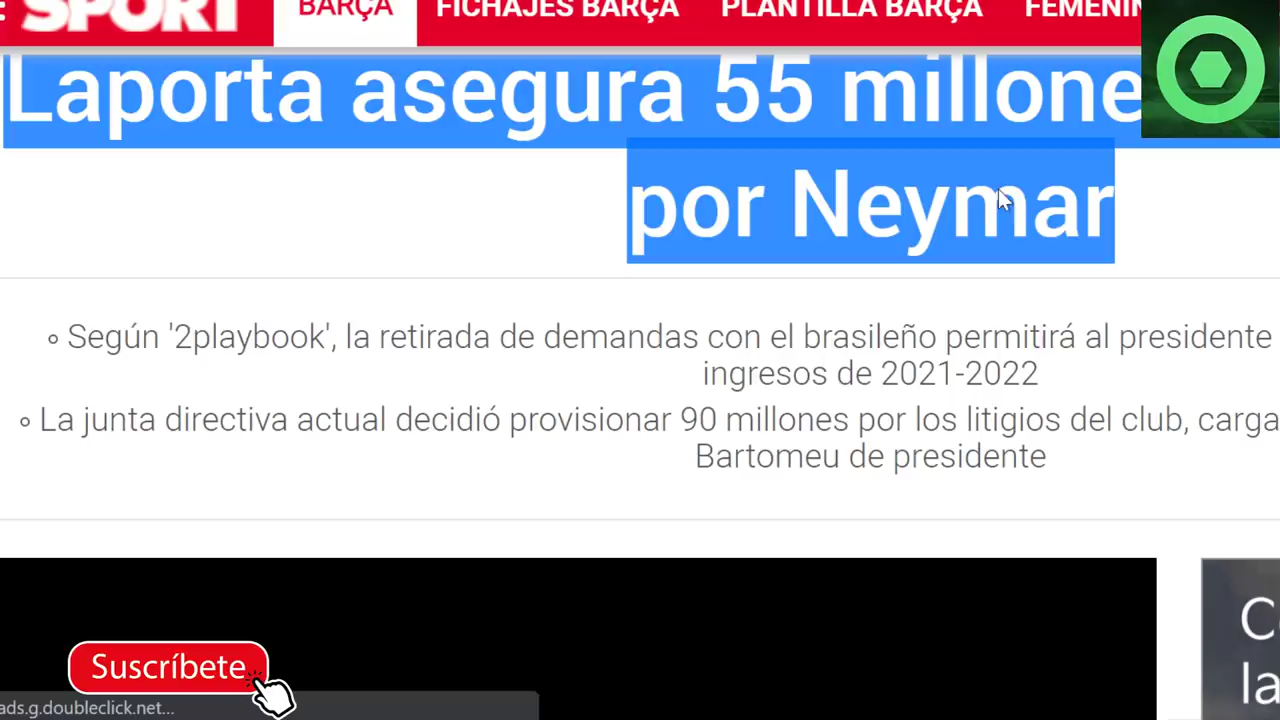 SPORT
BARÇA
FICHAJES BARÇA
PLANTILLA BARÇA
Laporta asegura 55
por Neymar
Según '2playbook', la retirada de demandas con el brasileño permitirá al presidente
ingresos de 2021-2022
La junta directiva actual decidió provisionar 90 millones por los litigios del club,
Bartomeu de presidente
Suscríbete
ads.g.doubleclick.net...